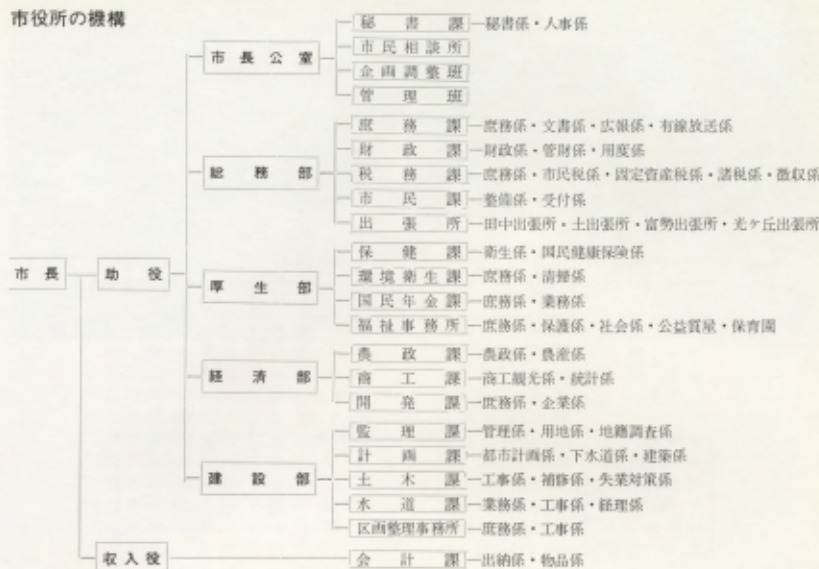 市役所の機構
市長
助役
収入役
市長公室
秘書課 秘書係・人事係
市民相談所
企画調整班
管理班
総務部
庶務課 庶務係・文書係・広報係・有線放送係
財政課 財政係・管財係・用度係
税務課 庶務係・市民税係・固定資産税係・諸税係・徴収係
市民課 整備係・受付係
出張所 田中出張所・土出張所・富勢出張所・光ケ丘出張所
厚生部
保健課 衛生係・国民健康保険係
環境衛生課 庶務係・清掃係
国民年金課 庶務係・業務係
福祉事務所 庶務係・保護係・社会係・公益質屋・保育園
経済部
農政課 農政係・農産係
商工課 商工観光係・統計係
開発課 庶務係・企業係
建設部
監理課 管理係・用地係・地籍調査係
計画課 都市計画係・下水道係・建築係
土木課 工事係・補修係・失業対策係
水道課 業務係・工事係・経理係
区画整理事務所 庶務係・工事係
会計課 出納係・物品係